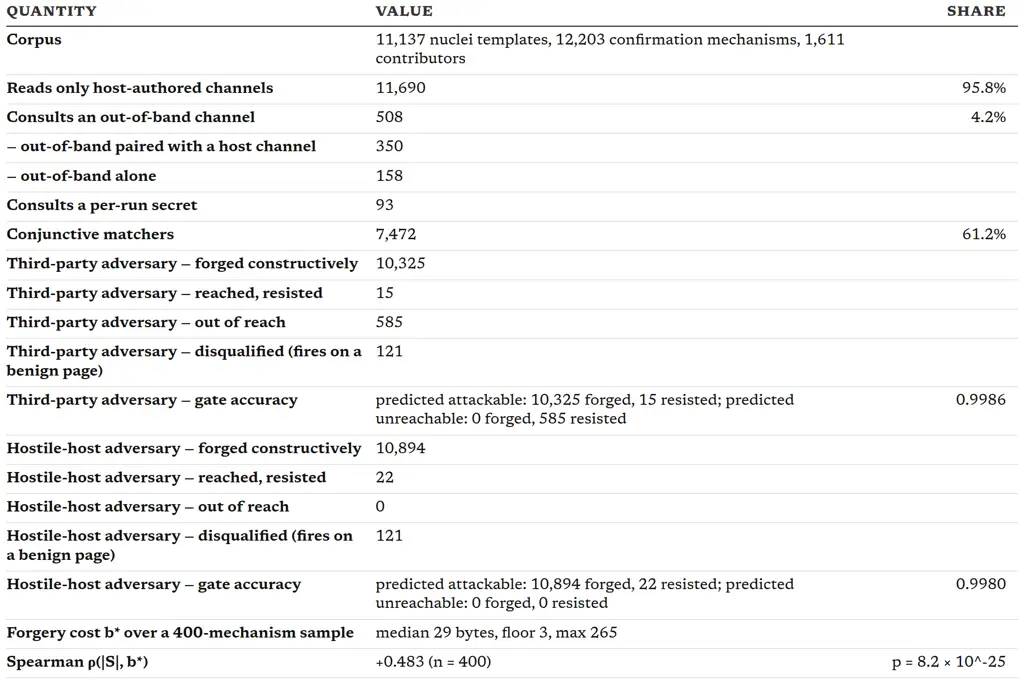 QUANTITY VALUE SHARE
Corpus 11,137 nuclei templates, 12,203 confirmation mechanisms, 1,611
contributors
Reads only host-authored channels 11,690 95.8%
Consults an out-of-band channel 508 4.2%
– out-of-band paired with a host channel 350
– out-of-band alone 158
Consults a per-run secret 93
Conjunctive matchers 7,472 61.2%
Third-party adversary – forged constructively 10,325
Third-party adversary – reached, resisted 15
Third-party adversary – out of reach 585
Third-party adversary – disqualified (fires on a 121
benign page)
Third-party adversary – gate accuracy predicted attackable: 10,325 forged, 15 resisted; predicted 0.9986
unreachable: 0 forged, 585 resisted
Hostile-host adversary – forged constructively 10,894
Hostile-host adversary – reached, resisted 22
Hostile-host adversary – out of reach 0
Hostile-host adversary – disqualified (fires on 121
a benign page)
Hostile-host adversary – gate accuracy predicted attackable: 10,894 forged, 22 resisted; predicted 0.9980
unreachable: 0 forged, 0 resisted
Forgery cost b* over a 400-mechanism sample median 29 bytes, floor 3, max 265
Spearman ρ(|S|, b*) +0.483 (n = 400) p = 8.2 × 10^-25